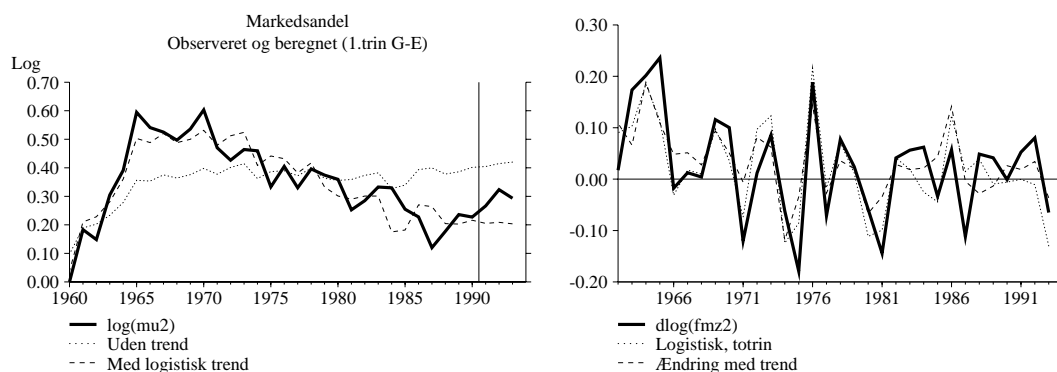 Markedsandel
Observeret og beregnet (1.trin G-E)
Log
0.70
0.60
0.50
0.40
0.30
0.20
0.10
0.00
1960 1965 1970 1975 1980 1985 1990
log(mu2)
Uden trend
Med logistisk trend
0.30
0.20
0.10
0.00
-0.10
-0.20
1966 1971 1976 1981 1986 1991
dlog(fmz2)
Logistisk, totrin
Ændring med trend